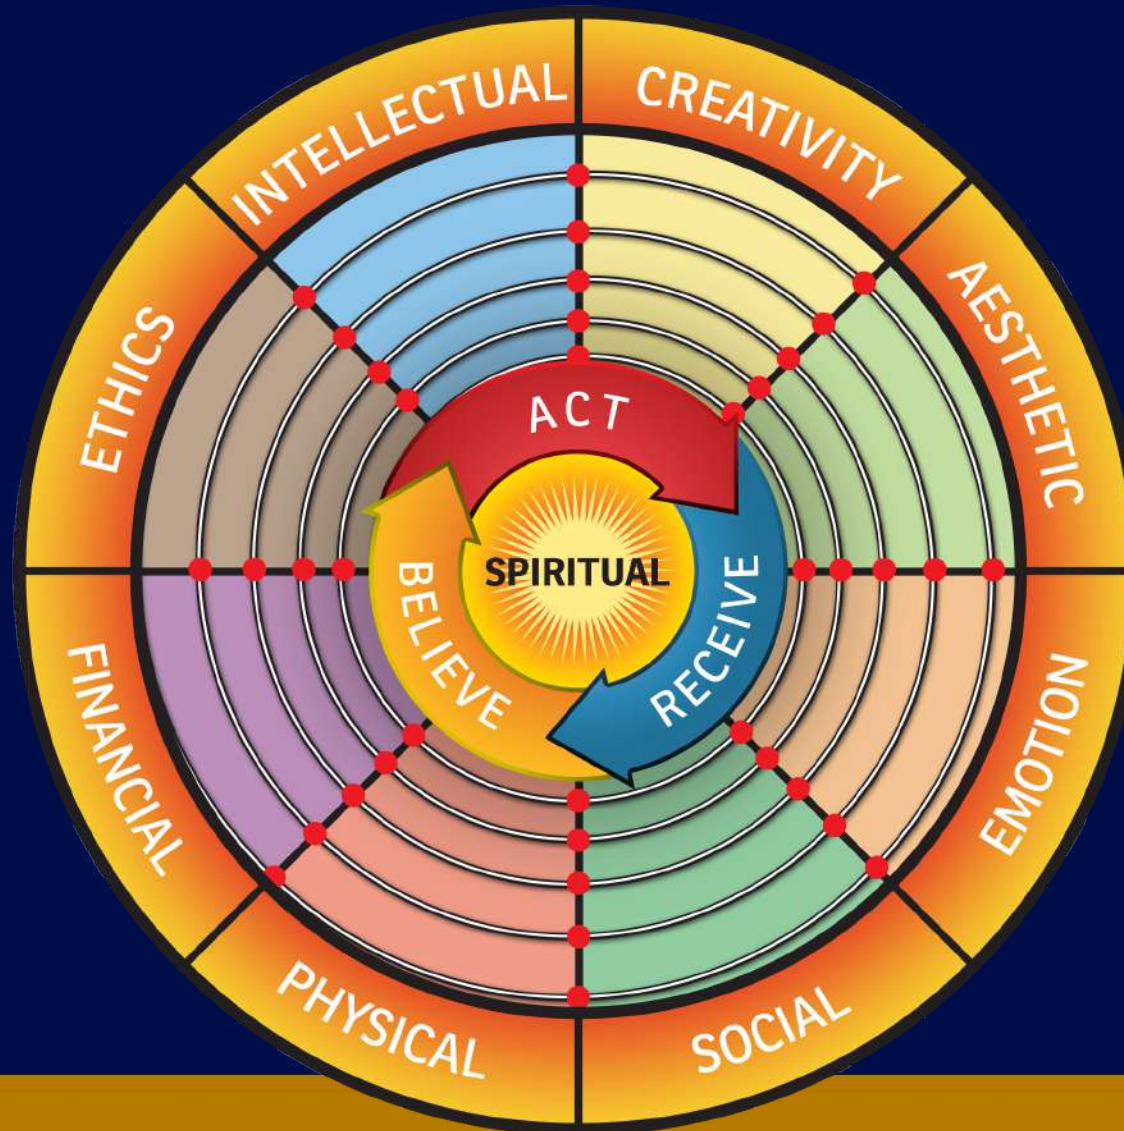 INTELLECTUAL
CREATIVITY
AESTHETIC
EMOTION
SOCIAL
PHYSICAL
FINANCIAL
ETHICS
ACT
RECEIVE
BELIEVE
SPIRITUAL